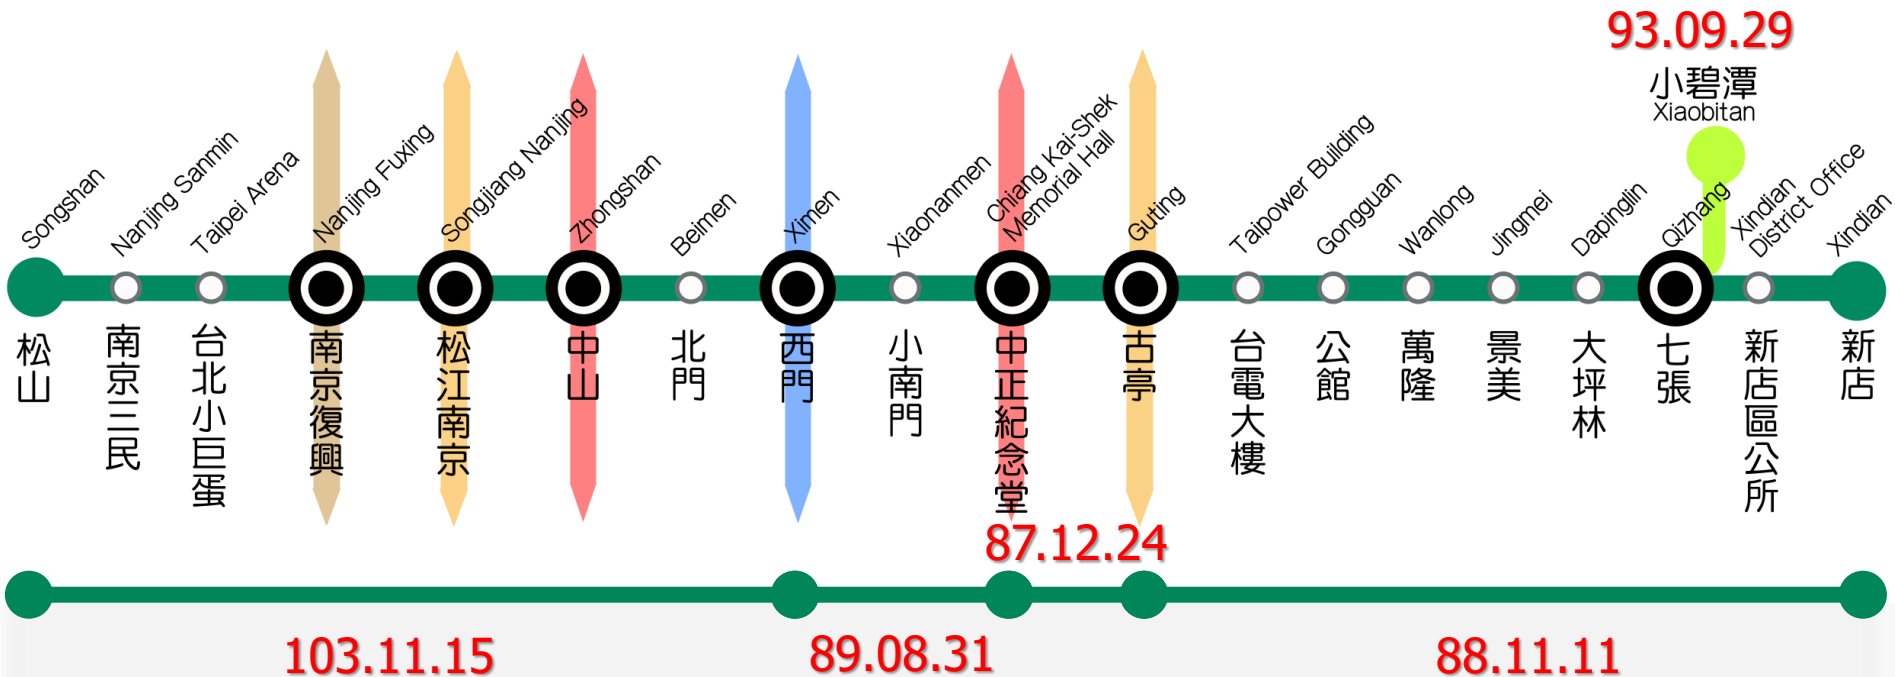 93.09.29
小碧潭
Xiaobitan
Songshan
Nanjing Sanmin
Taipei Arena
Nanjing Fuxing
Songjiang Nanjing
Zhongshan
Beimen
Ximen
Xiaonanmen
Chiang Kai-Shek
Memorial Hall
Guting
Taipower Building
Gongguan
Wanlong
Jingmei
Dapinglin
Qizhang
Xindian
District Office
Xindian
松山
南京三民
台北小巨蛋
南京復興
松江南京
中山
北門
西門
小南門
中正紀念堂
古亭
台電大樓
公館
萬隆
景美
大坪林
七張
新店區公所
新店
87.12.24
103.11.15
89.08.31
88.11.11